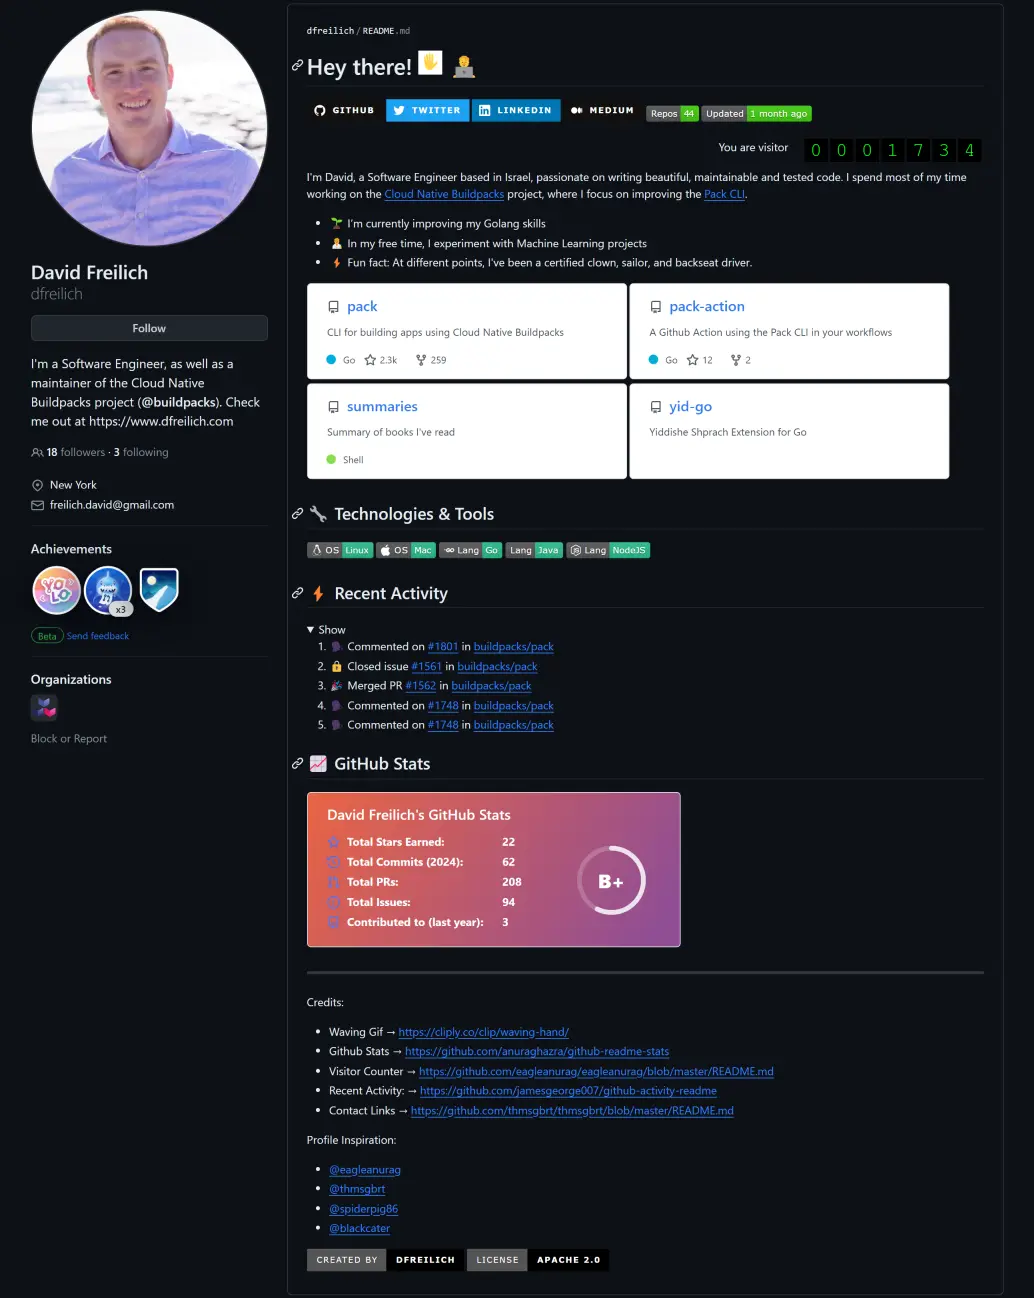 David Freilich
dfreilich
Follow
I'm a Software Engineer, as well as a
maintainer of the Cloud Native
Buildpacks project (@buildpacks). Check
me out at https://www.dfreilich.com
18 followers · 3 following
New York
freilich.david@gmail.com
Achievements
YOLO
x3
Beta Send feedback
Organizations
Block or Report
dfreilich / README.md
Hey there!
GITHUB TWITTER LINKEDIN MEDIUM Repos 44 Updated 1 month ago
You are visitor 0 0 0 1 7 3 4
I'm David, a Software Engineer based in Israel, passionate on writing beautiful, maintainable and tested code. I spend most of my time
working on the Cloud Native Buildpacks project, where I focus on improving the Pack CLI.
• I'm currently improving my Golang skills
• In my free time, I experiment with Machine Learning projects
• Fun fact: At different points, I've been a certified clown, sailor, and backseat driver.
pack
CLI for building apps using Cloud Native Buildpacks
Go 2.3k 259
pack-action
A Github Action using the Pack CLI in your workflows
Go 12 2
summaries
Summary of books I've read
Shell
yid-go
Yiddishe Shprach Extension for Go
Technologies & Tools
OS Linux OS Mac Lang Go Lang Java Lang NodeJS
Recent Activity
▼ Show
1. Commented on #1801 in buildpacks/pack
2. Closed issue #1561 in buildpacks/pack
3. Merged PR #1562 in buildpacks/pack
4. Commented on #1748 in buildpacks/pack
5. Commented on #1748 in buildpacks/pack
GitHub Stats
David Freilich's GitHub Stats
Total Stars Earned: 22
Total Commits (2024): 62
Total PRs: 208
Total Issues: 94
Contributed to (last year): 3
B+
Credits:
• Waving Gif → https://cliply.co/clip/waving-hand/
• Github Stats → https://github.com/anuraghazra/github-readme-stats
• Visitor Counter → https://github.com/eagleanurag/eagleanurag/blob/master/README.md
• Recent Activity: → https://github.com/jamesgeorge007/github-activity-readme
• Contact Links → https://github.com/thmsgbrt/thmsgbrt/blob/master/README.md
Profile Inspiration:
• @eagleanurag
• @thmsgbrt
• @spiderpig86
• @blackcater
CREATED BY DFREILICH LICENSE APACHE 2.0